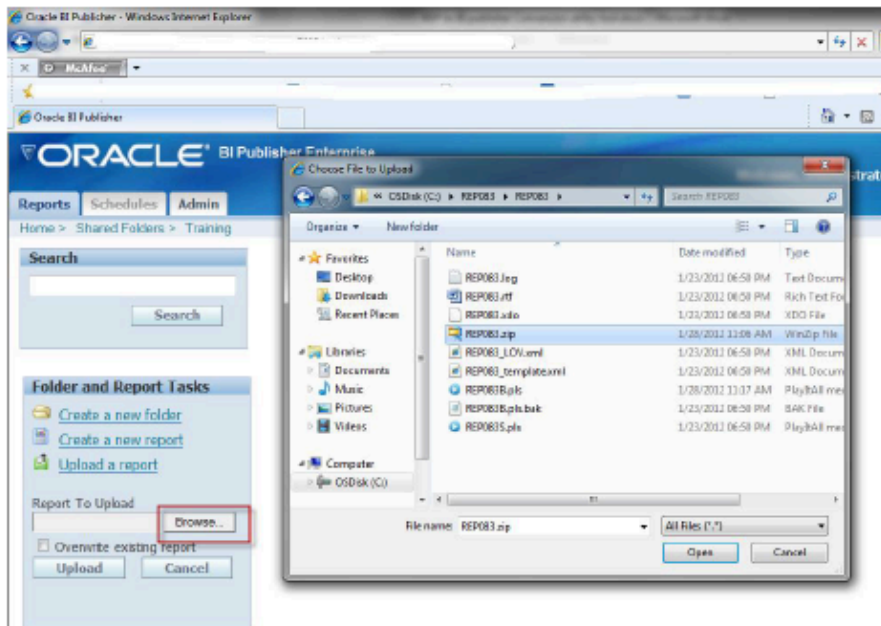 Oracle BI Publisher - Windows Internet Explorer
McAfee
Oracle BI Publisher
ORACLE BI Publisher Enterprise
Reports Schedules Admin
Home > Shared Folders > Training
Search
Search
Folder and Report Tasks
Create a new folder
Create a new report
Upload a report
Report To Upload
Browse...
Overwrite existing report
Upload Cancel
Choose File to Upload
« OSDisk (C:) ▸ REP083 ▸ REP083 ▸
Search REP083
Organize ▾ New folder
Favorites
Desktop
Downloads
Recent Places
Libraries
Documents
Music
Pictures
Videos
Computer
OSDisk (C:)
Name Date modified Type
REP083.log 1/23/2012 06:58 PM Text Docum
REP083.rtf 1/23/2012 06:58 PM Rich Text Fo
REP083.xdo 1/23/2012 06:58 PM XDO File
REP083.zip 1/28/2012 11:06 AM WinZip File
REP083_LOV.xml 1/23/2012 06:58 PM XML Docum
REP083_template.xml 1/23/2012 06:58 PM XML Docum
REP083B.pls 1/28/2012 11:17 AM PlsqlAll me
REP083B.pls.bak 1/23/2012 06:58 PM BAK File
REP083S.pls 1/23/2012 06:58 PM
File name: REP083.zip All Files (*.*)
Open Cancel
strat